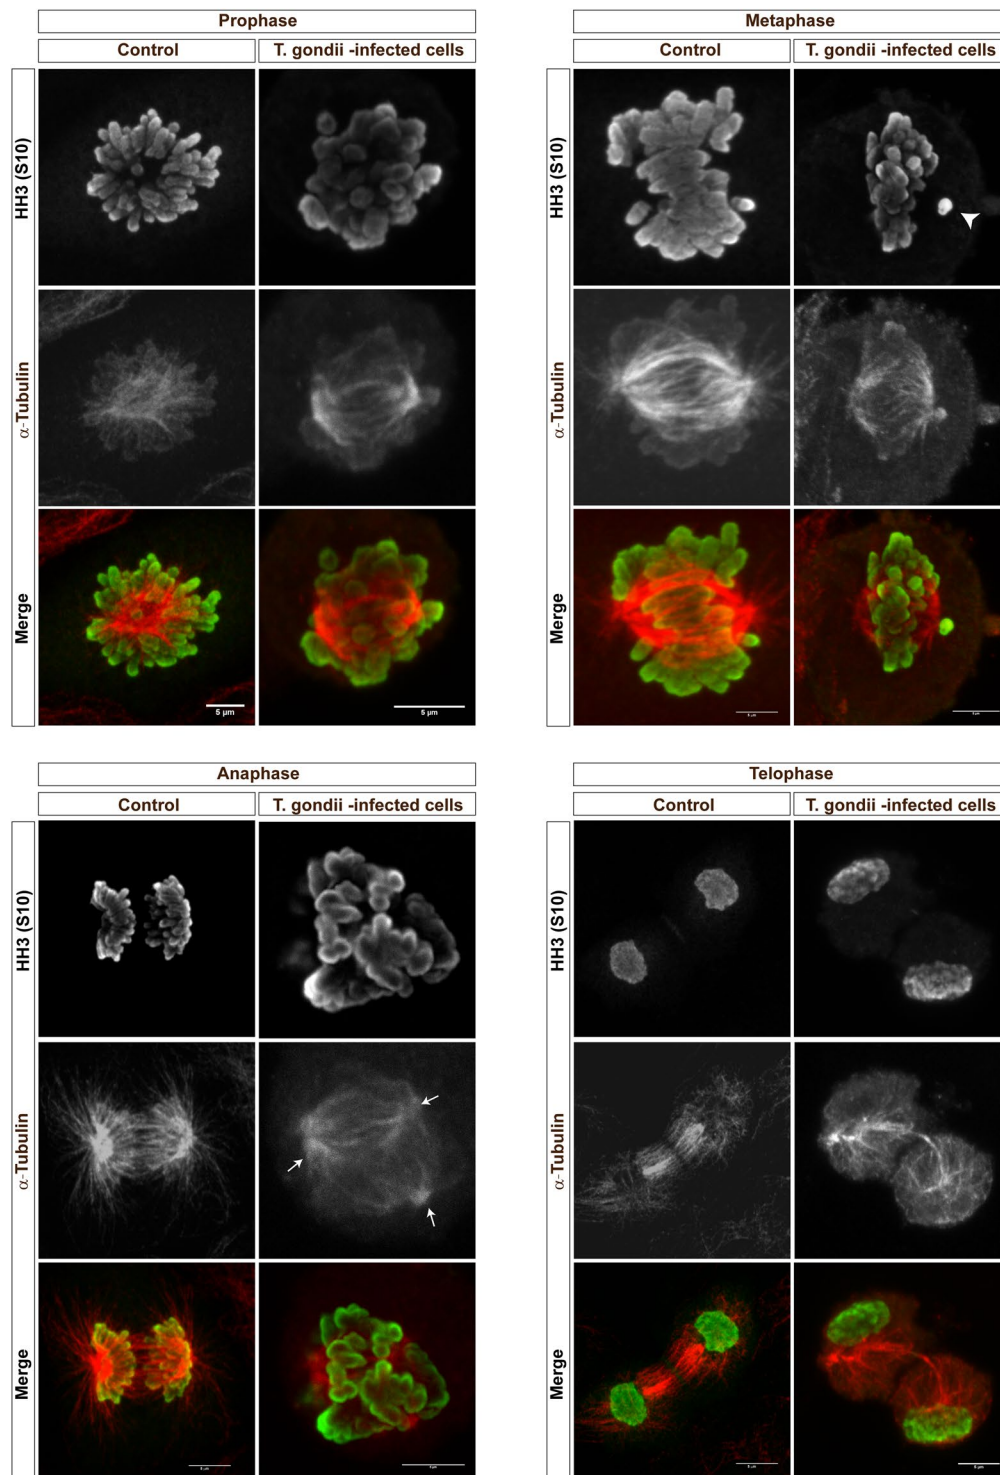 Prophase
Control
T. gondii -infected cells
HH3 (S10)
α-Tubulin
Merge
5 µm
5 µm
Metaphase
Control
T. gondii -infected cells
HH3 (S10)
α-Tubulin
Merge
Anaphase
Control
T. gondii -infected cells
HH3 (S10)
α-Tubulin
Merge
Telophase
Control
T. gondii -infected cells
HH3 (S10)
α-Tubulin
Merge